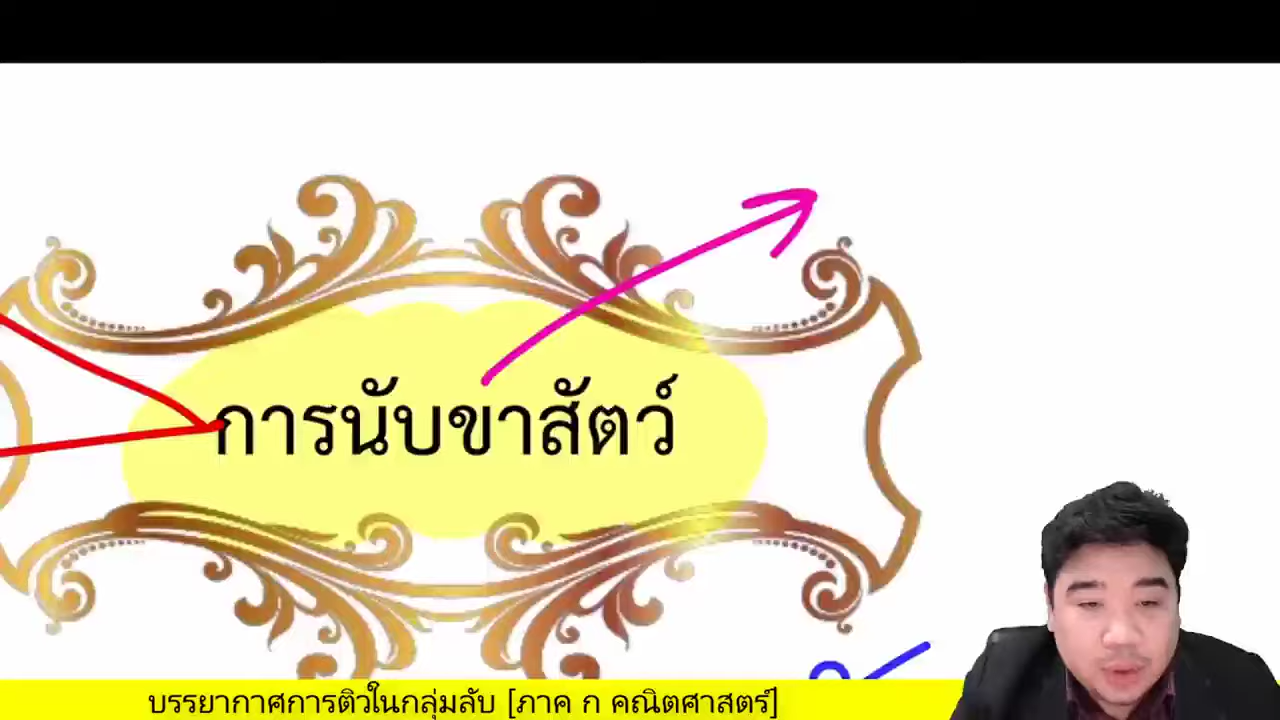 การนับขาสัตว์
บรรยากาศการติวในกลุ่มลับ [ภาค ก คณิตศาสตร์]